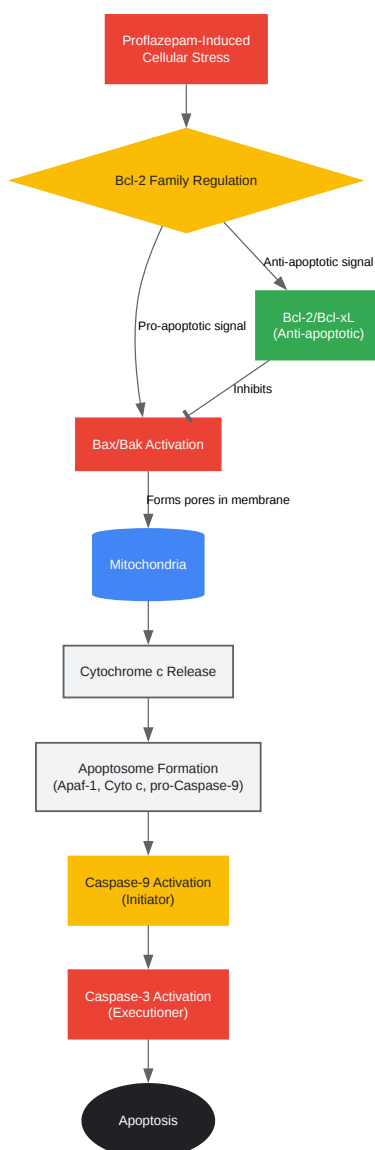 Proflazepam-Induced
Cellular Stress
Bcl-2 Family Regulation
Anti-apoptotic signal
Bcl-2/Bcl-xL
(Anti-apoptotic)
Pro-apoptotic signal
Inhibits
Bax/Bak Activation
Forms pores in membrane
Mitochondria
Cytochrome c Release
Apoptosome Formation
(Apaf-1, Cyto c, pro-Caspase-9)
Caspase-9 Activation
(Initiator)
Caspase-3 Activation
(Executioner)
Apoptosis